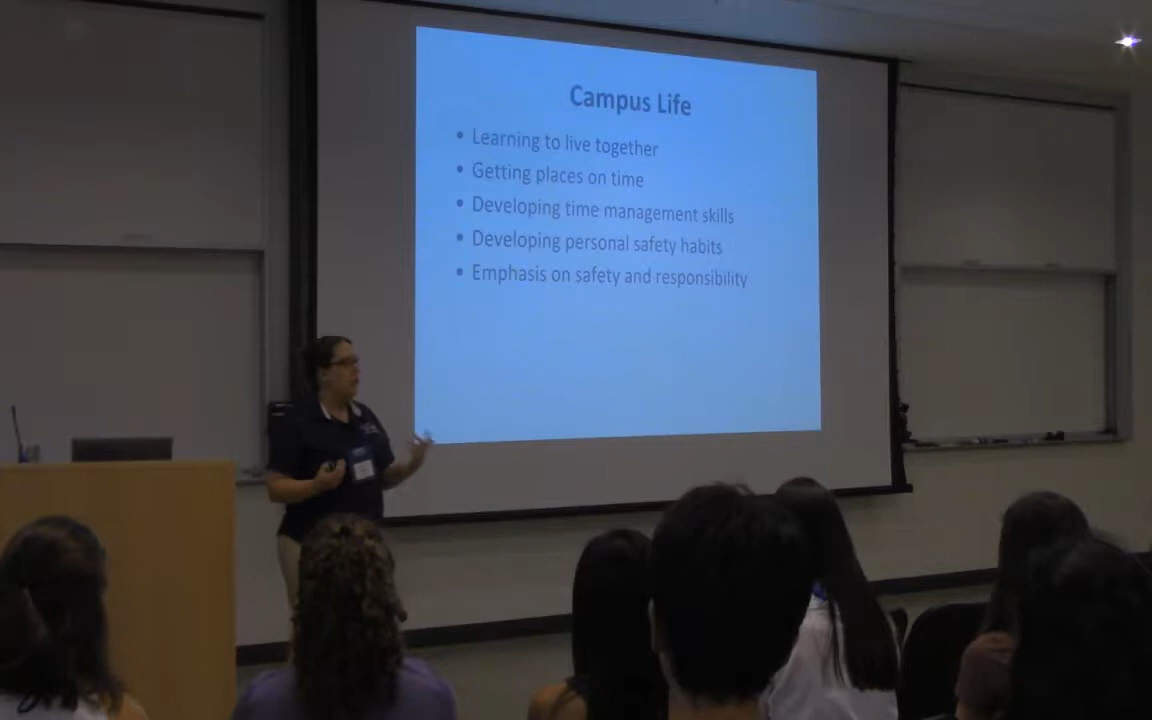 Campus Life
• Learning to live together
• Getting places on time
• Developing time management skills
• Developing personal safety habits
• Emphasis on safety and responsibility